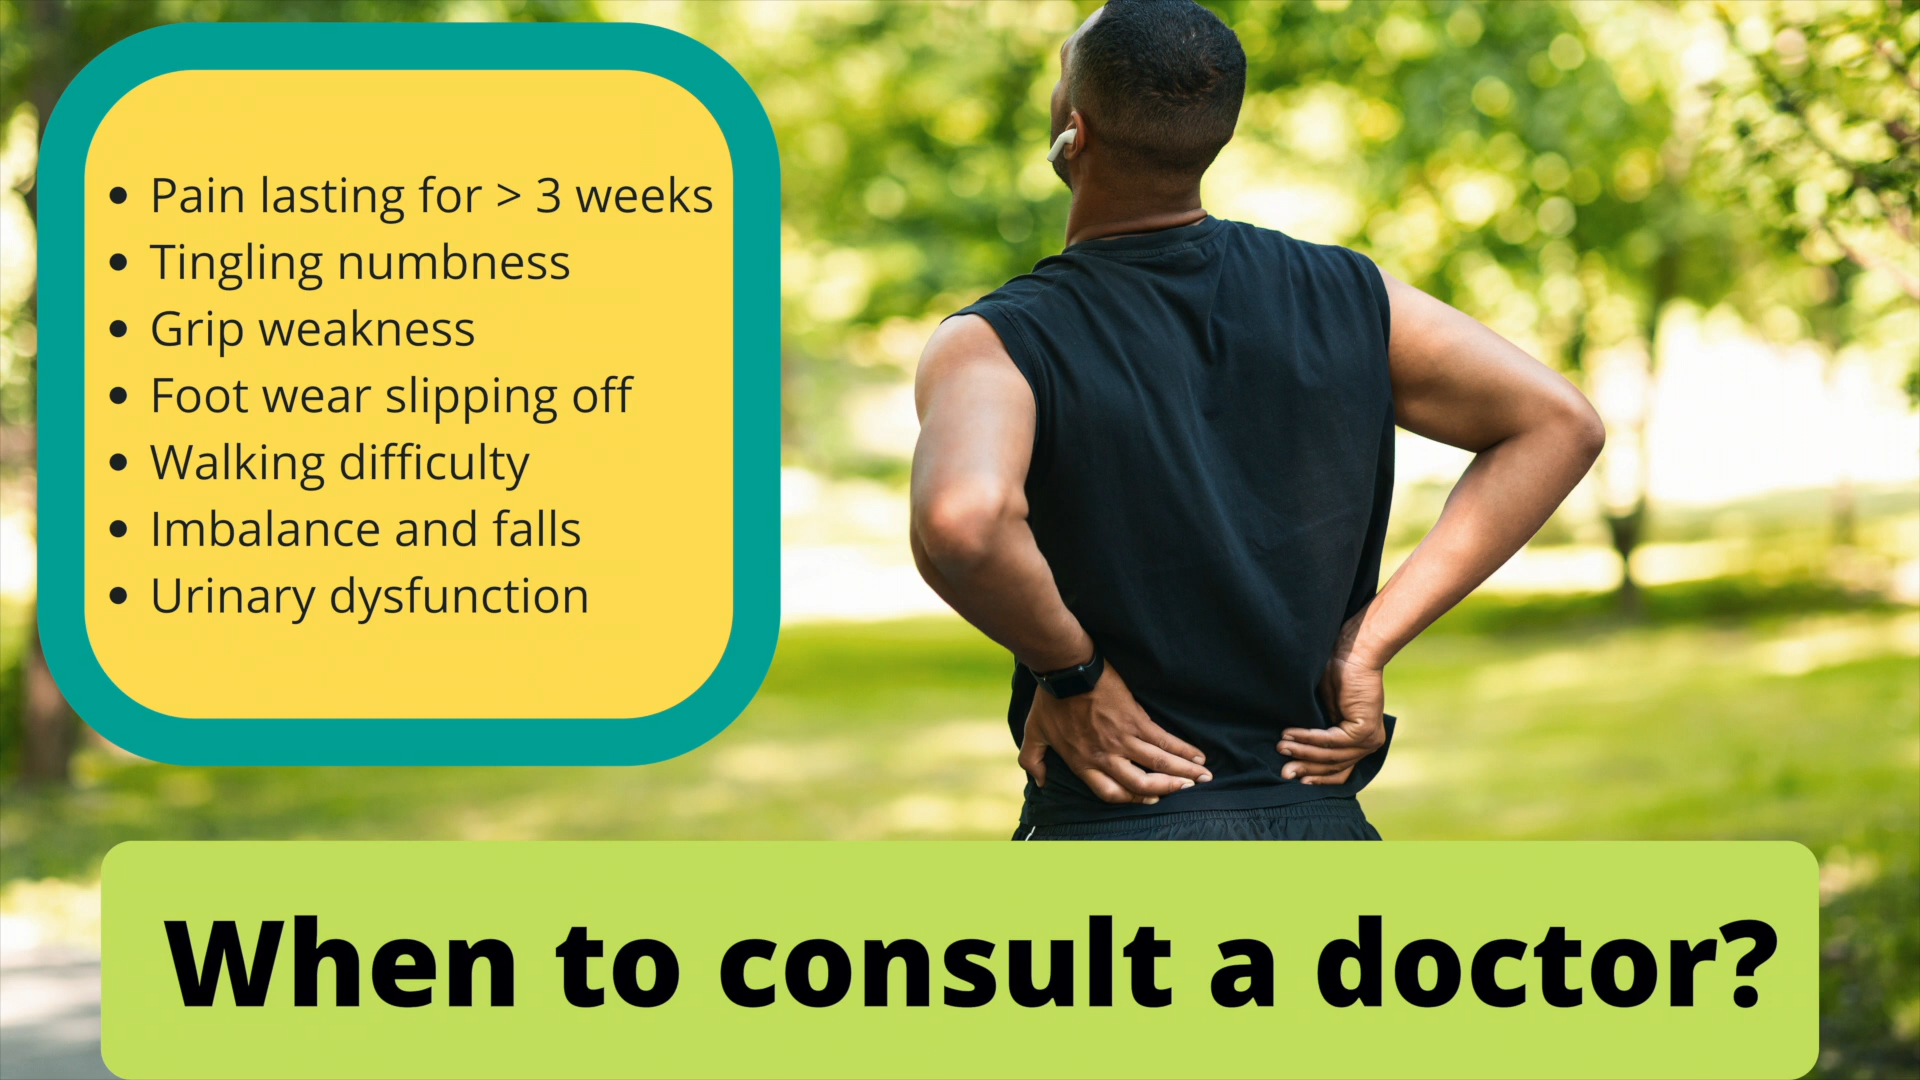 • Pain lasting for > 3 weeks
• Tingling numbness
• Grip weakness
• Foot wear slipping off
• Walking difficulty
• Imbalance and falls
• Urinary dysfunction
When to consult a doctor?